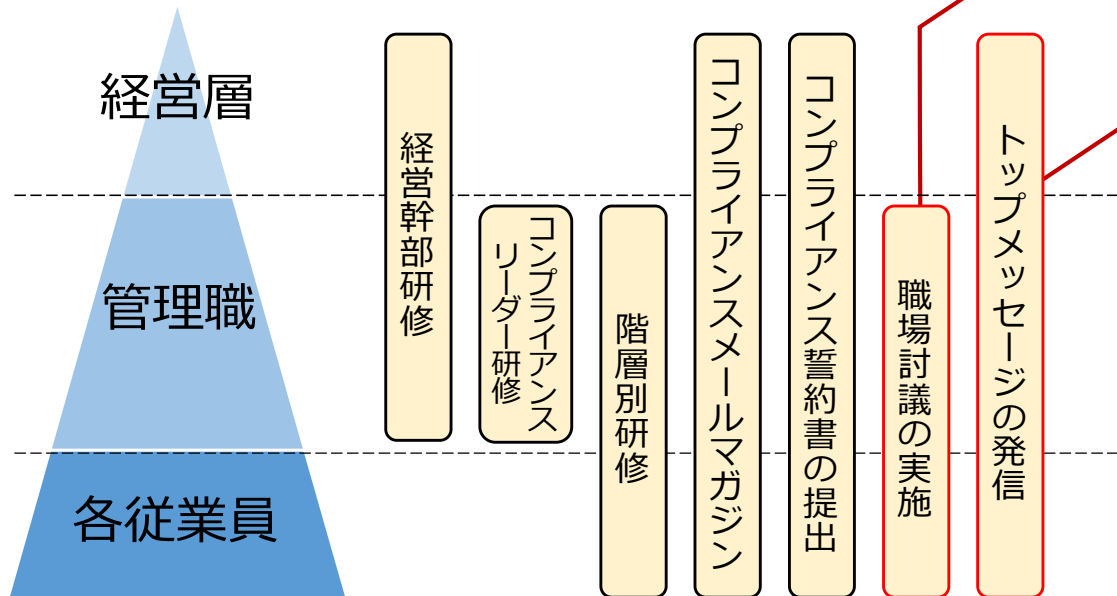 経営層
管理職
各従業員
経営幹部研修
コンプライアンス
リーダー研修
階層別研修
コンプライアンスメールマガジン
コンプライアンス誓約書の提出
職場討議の実施
トップメッセージの発信